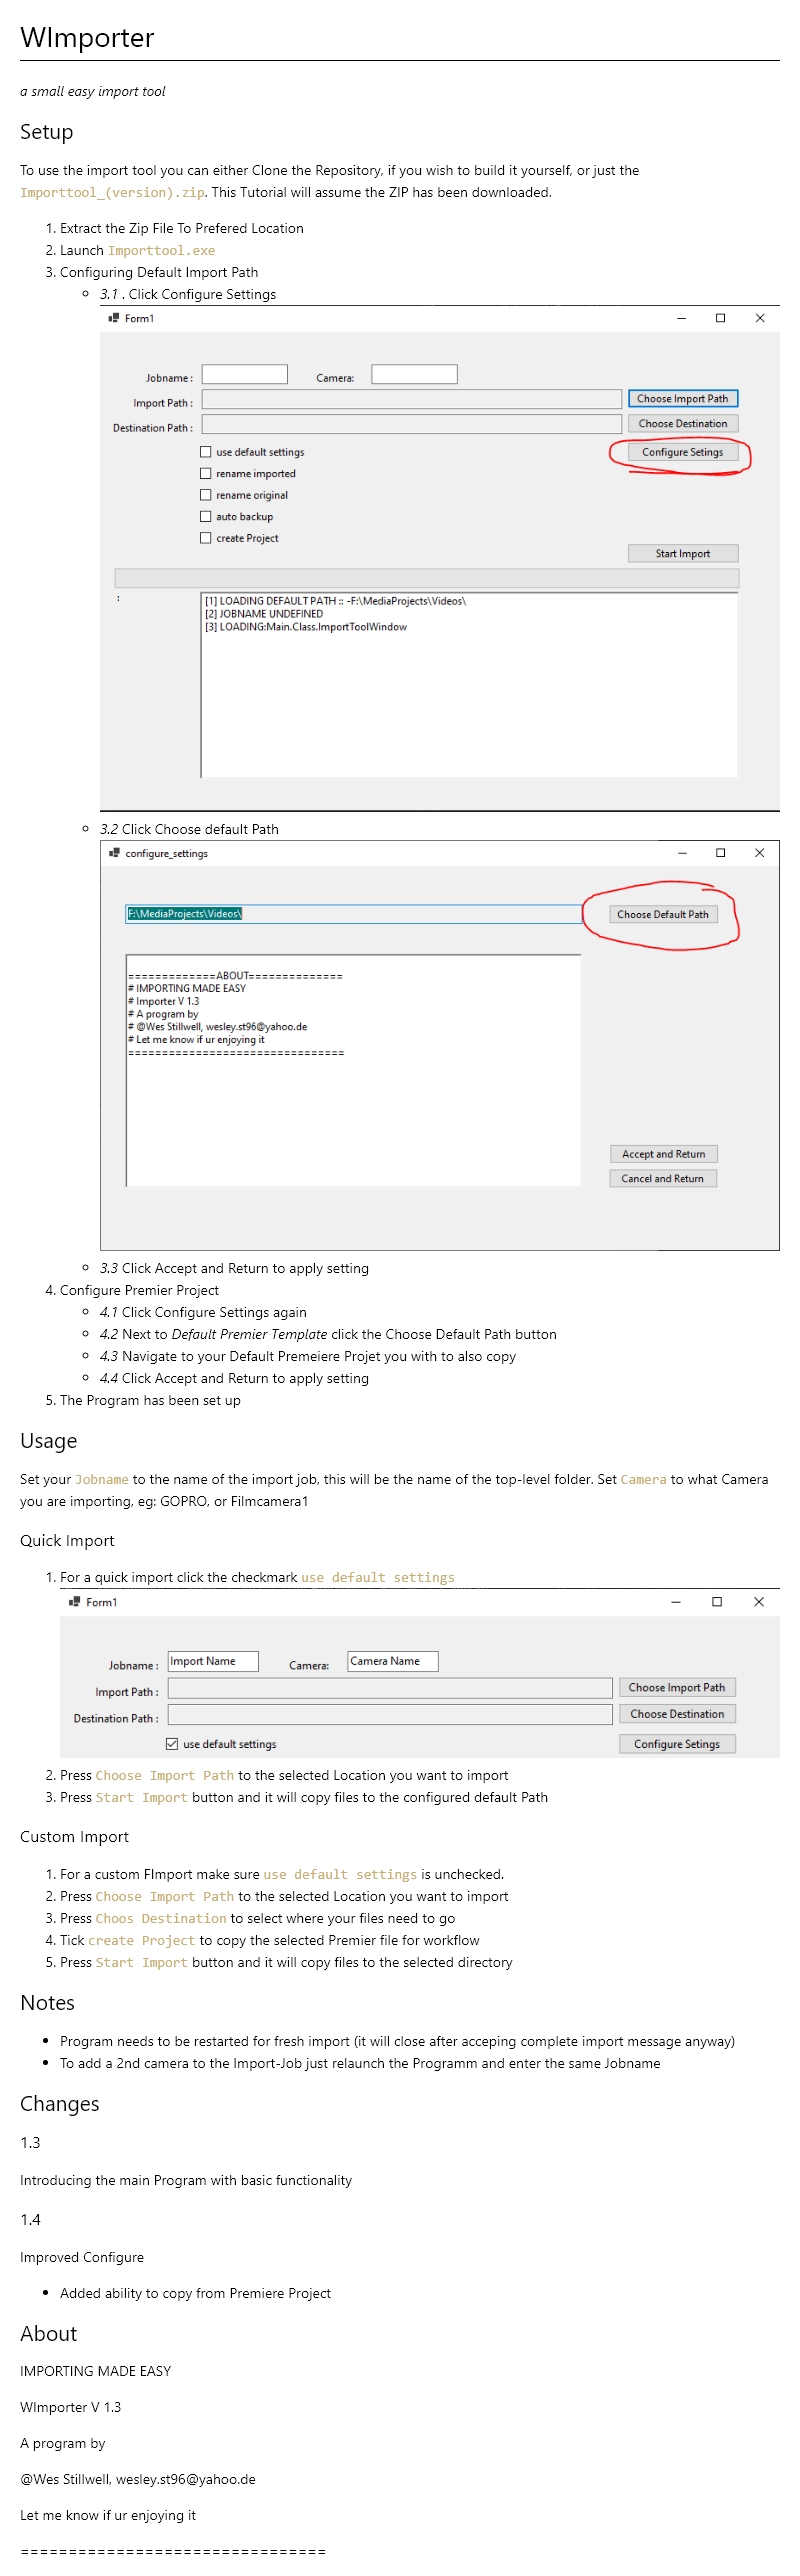 WImporter
a small easy import tool
Setup
To use the import tool you can either Clone the Repository, if you wish to build it yourself, or just the
Importtool_(version).zip. This Tutorial will assume the ZIP has been downloaded.
1. Extract the Zip File To Prefered Location
2. Launch Importtool.exe
3. Configuring Default Import Path
3.1 . Click Configure Settings
Form1
Jobname : Camera:
Import Path : Choose Import Path
Destination Path : Choose Destination
use default settings Configure Setings
rename imported
rename original
auto backup
create Project
Start Import
:
[1] LOADING DEFAULT PATH :: -F:\MediaProjects\Videos\
[2] JOBNAME UNDEFINED
[3] LOADING:Main.Class.ImportToolWindow
3.2 Click Choose default Path
configure_settings
F:\MediaProjects\Videos\ Choose Default Path
=============ABOUT==============
# IMPORTING MADE EASY
# Importer V 1.3
# A program by
# @Wes Stillwell, wesley.st96@yahoo.de
# Let me know if ur enjoying it
================================
Accept and Return
Cancel and Return
3.3 Click Accept and Return to apply setting
4. Configure Premier Project
4.1 Click Configure Settings again
4.2 Next to Default Premier Template click the Choose Default Path button
4.3 Navigate to your Default Premeiere Projet you with to also copy
4.4 Click Accept and Return to apply setting
5. The Program has been set up
Usage
Set your Jobname to the name of the import job, this will be the name of the top-level folder. Set Camera to what Camera
you are importing, eg: GOPRO, or Filmcamera1
Quick Import
1. For a quick import click the checkmark use default settings
Form1
Jobname : Import Name Camera: Camera Name
Import Path : Choose Import Path
Destination Path : Choose Destination
use default settings Configure Setings
2. Press Choose Import Path to the selected Location you want to import
3. Press Start Import button and it will copy files to the configured default Path
Custom Import
1. For a custom FImport make sure use default settings is unchecked.
2. Press Choose Import Path to the selected Location you want to import
3. Press Choos Destination to select where your files need to go
4. Tick create Project to copy the selected Premier file for workflow
5. Press Start Import button and it will copy files to the selected directory
Notes
Program needs to be restarted for fresh import (it will close after acceping complete import message anyway)
To add a 2nd camera to the Import-Job just relaunch the Programm and enter the same Jobname
Changes
1.3
Introducing the main Program with basic functionality
1.4
Improved Configure
Added ability to copy from Premiere Project
About
IMPORTING MADE EASY
WImporter V 1.3
A program by
@Wes Stillwell, wesley.st96@yahoo.de
Let me know if ur enjoying it
================================